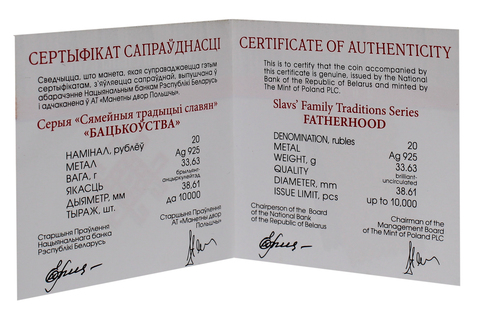 СЕРТЫФІКАТ САПРАЎДНАСЦІ
Сведчыцца, што манета, якая суправаджаецца гэтым
сертыфікатам, з'яўляецца сапраўднай, выпушчана ў
абарачэнне Нацыянальным банкам Рэспублікі Беларусь
і адчаканена ў АТ «Манетны двор Польшчы».
Серыя «Сямейныя традыцыі славян»
«БАЦЬКОЎСТВА»
НАМІНАЛ, рублёў 20
МЕТАЛ Ag 925
ВАГА, г 33.63
ЯКАСЦЬ брыльянт-анцыркулейтэд
ДЫЯМЕТР, мм 38.61
ТЫРАЖ, шт. да 10000
Старшыня Праўлення
Нацыянальнага банка
Рэспублікі Беларусь
Старшыня Праўлення
АТ «Манетны двор
Польшчы»
CERTIFICATE OF AUTHENTICITY
This is to certify that the coin accompanied by
this certificate is genuine, issued by the National
Bank of the Republic of Belarus and minted by
The Mint of Poland PLC.
Slavs' Family Traditions Series
FATHERHOOD
DENOMINATION, rubles 20
METAL Ag 925
WEIGHT, g 33.63
QUALITY brilliant-uncirculated
DIAMETER, mm 38.61
ISSUE LIMIT, pcs up to 10.000
Chairperson of the Board
of the National Bank
of the Republic of Belarus
Chairman of the
Management Board
of The Mint of Poland PLC